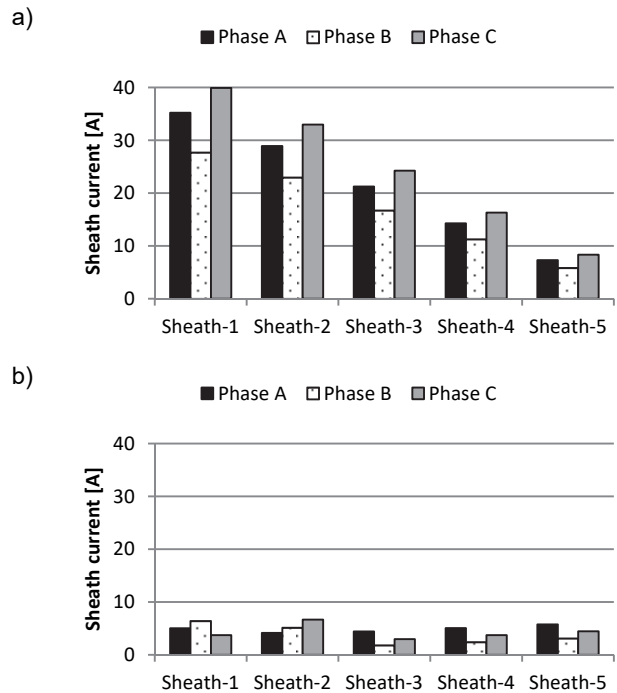 a)
Phase A Phase B Phase C
Sheath current [A]
40
30
20
10
0
Sheath-1 Sheath-2 Sheath-3 Sheath-4 Sheath-5
b)
Phase A Phase B Phase C
Sheath current [A]
40
30
20
10
0
Sheath-1 Sheath-2 Sheath-3 Sheath-4 Sheath-5